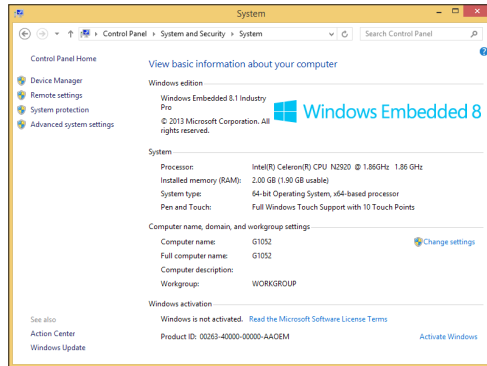 System
Control Panel ▸ System and Security ▸ System
Search Control Panel
Control Panel Home
Device Manager
Remote settings
System protection
Advanced system settings
View basic information about your computer
Windows edition
Windows Embedded 8.1 Industry
Pro
© 2013 Microsoft Corporation. All
rights reserved.
Windows Embedded 8
System
Processor: Intel(R) Celeron(R) CPU N2920 @ 1.86GHz 1.86 GHz
Installed memory (RAM): 2.00 GB (1.90 GB usable)
System type: 64-bit Operating System, x64-based processor
Pen and Touch: Full Windows Touch Support with 10 Touch Points
Computer name, domain, and workgroup settings
Computer name: G1052
Change settings
Full computer name: G1052
Computer description:
Workgroup: WORKGROUP
Windows activation
Windows is not activated. Read the Microsoft Software License Terms
Product ID: 00263-40000-00000-AAOEM
Activate Windows
See also
Action Center
Windows Update